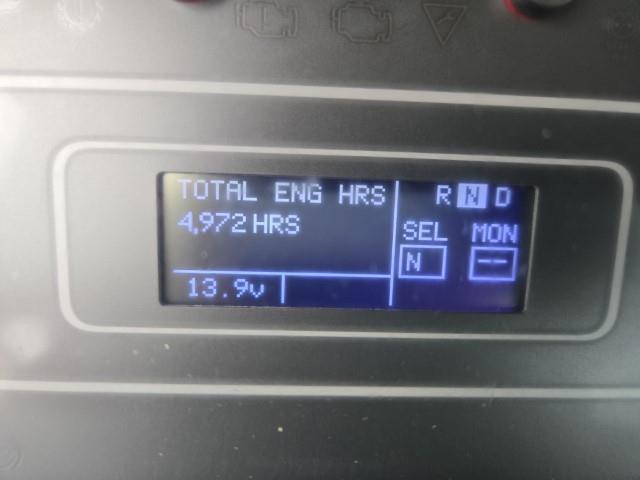 TOTAL ENG HRS
4,972 HRS
13.9v
R N D
SEL MON
N --